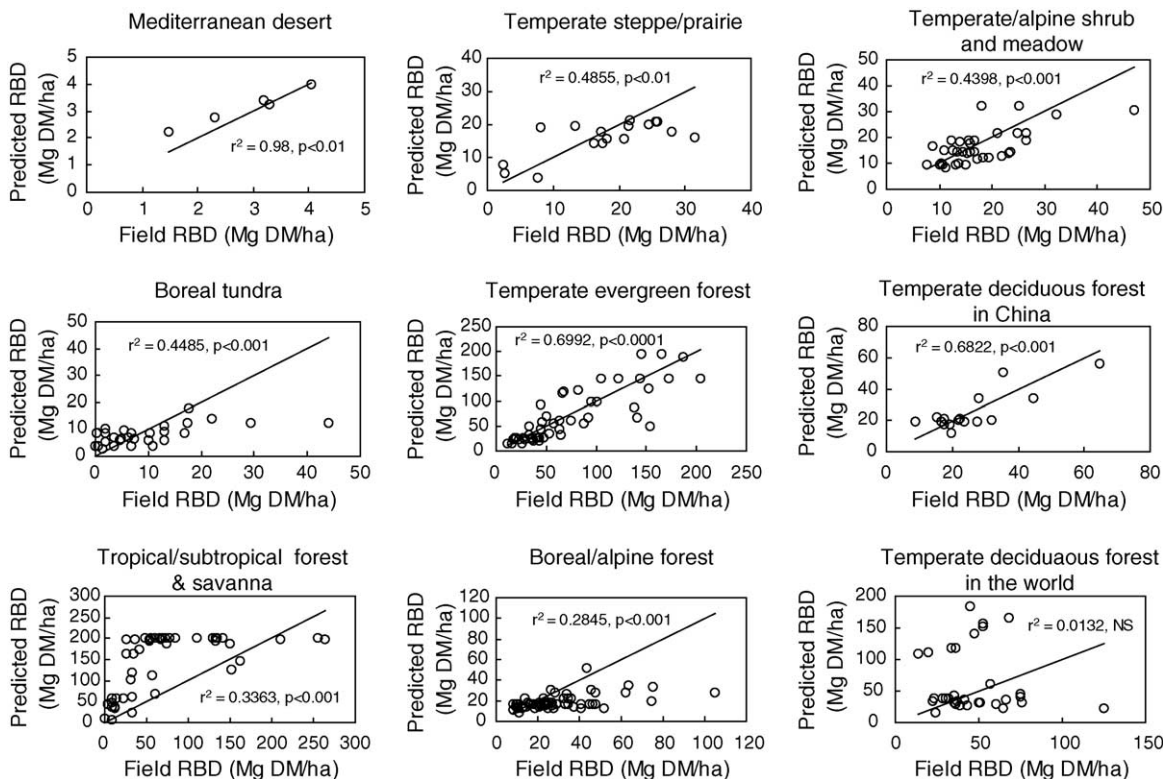 Mediterranean desert
Predicted RBD
(Mg DM/ha)
5
4
3
2
1
0
r² = 0.98, p<0.01
0 1 2 3 4 5
Field RBD (Mg DM/ha)
Temperate steppe/prairie
Predicted RBD
(Mg DM/ha)
40
30
20
10
0
r² = 0.4855, p<0.01
0 10 20 30 40
Field RBD (Mg DM/ha)
Temperate/alpine shrub
and meadow
Predicted RBD
(Mg DM/ha)
50
40
30
20
10
0
r² = 0.4398, p<0.001
0 10 20 30 40 50
Field RBD (Mg DM/ha)
Boreal tundra
Predicted RBD
(Mg DM/ha)
50
40
30
20
10
0
r² = 0.4485, p<0.001
0 10 20 30 40 50
Field RBD (Mg DM/ha)
Temperate evergreen forest
Predicted RBD
(Mg DM/ha)
250
200
150
100
50
0
r² = 0.6992, p<0.0001
0 50 100 150 200 250
Field RBD (Mg DM/ha)
Temperate deciduous forest
in China
Predicted RBD
(Mg DM/ha)
80
60
40
20
0
r² = 0.6822, p<0.001
0 20 40 60 80
Field RBD (Mg DM/ha)
Tropical/subtropical forest
& savanna
Predicted RBD
(Mg DM/ha)
300
250
200
150
100
50
0
r² = 0.3363, p<0.001
0 50 100 150 200 250 300
Field RBD (Mg DM/ha)
Boreal/alpine forest
Predicted RBD
(Mg DM/ha)
120
100
80
60
40
20
0
r² = 0.2845, p<0.001
0 20 40 60 80 100 120
Field RBD (Mg DM/ha)
Temperate deciduaous forest
in the world
Predicted RBD
(Mg DM/ha)
200
150
100
50
0
r² = 0.0132, NS
0 50 100 150
Field RBD (Mg DM/ha)